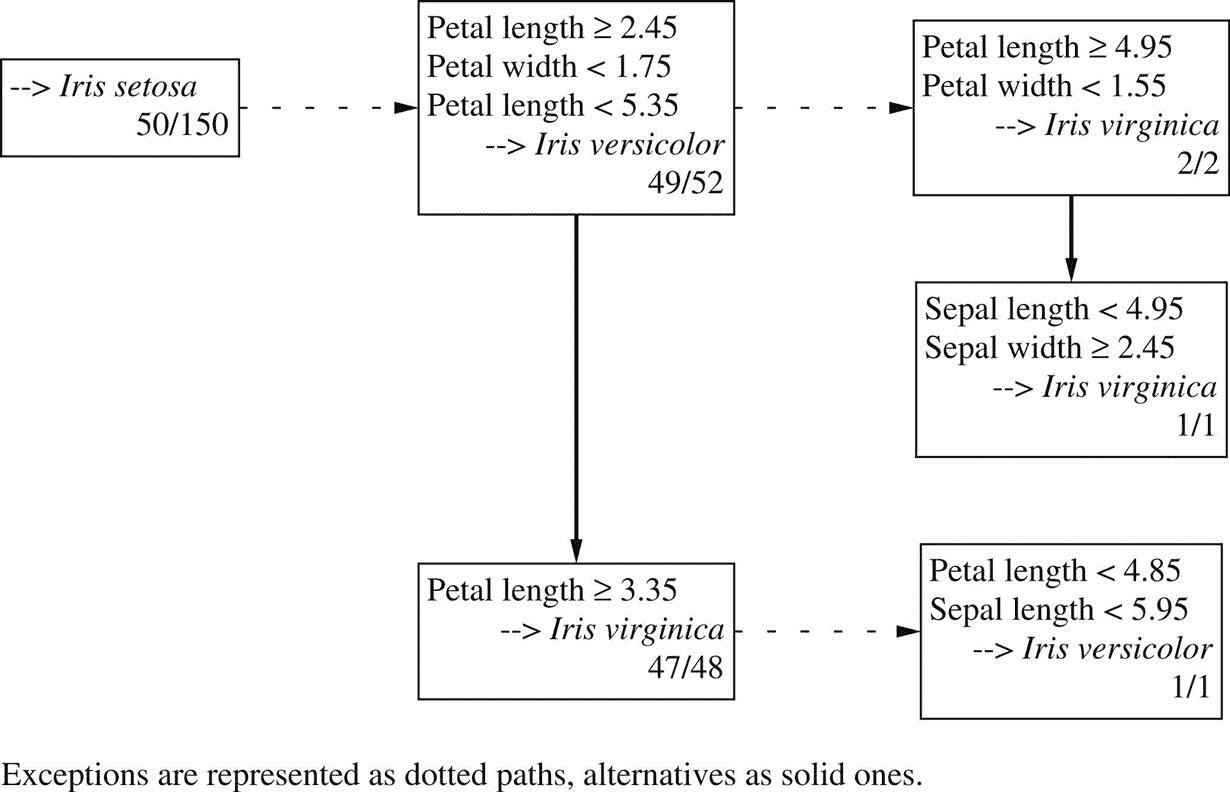 --> Iris setosa
50/150
Petal length ≥ 2.45
Petal width < 1.75
Petal length < 5.35
--> Iris versicolor
49/52
Petal length ≥ 4.95
Petal width < 1.55
--> Iris virginica
2/2
Sepal length < 4.95
Sepal width ≥ 2.45
--> Iris virginica
1/1
Petal length ≥ 3.35
--> Iris virginica
47/48
Petal length < 4.85
Sepal length < 5.95
--> Iris versicolor
1/1
Exceptions are represented as dotted paths, alternatives as solid ones.